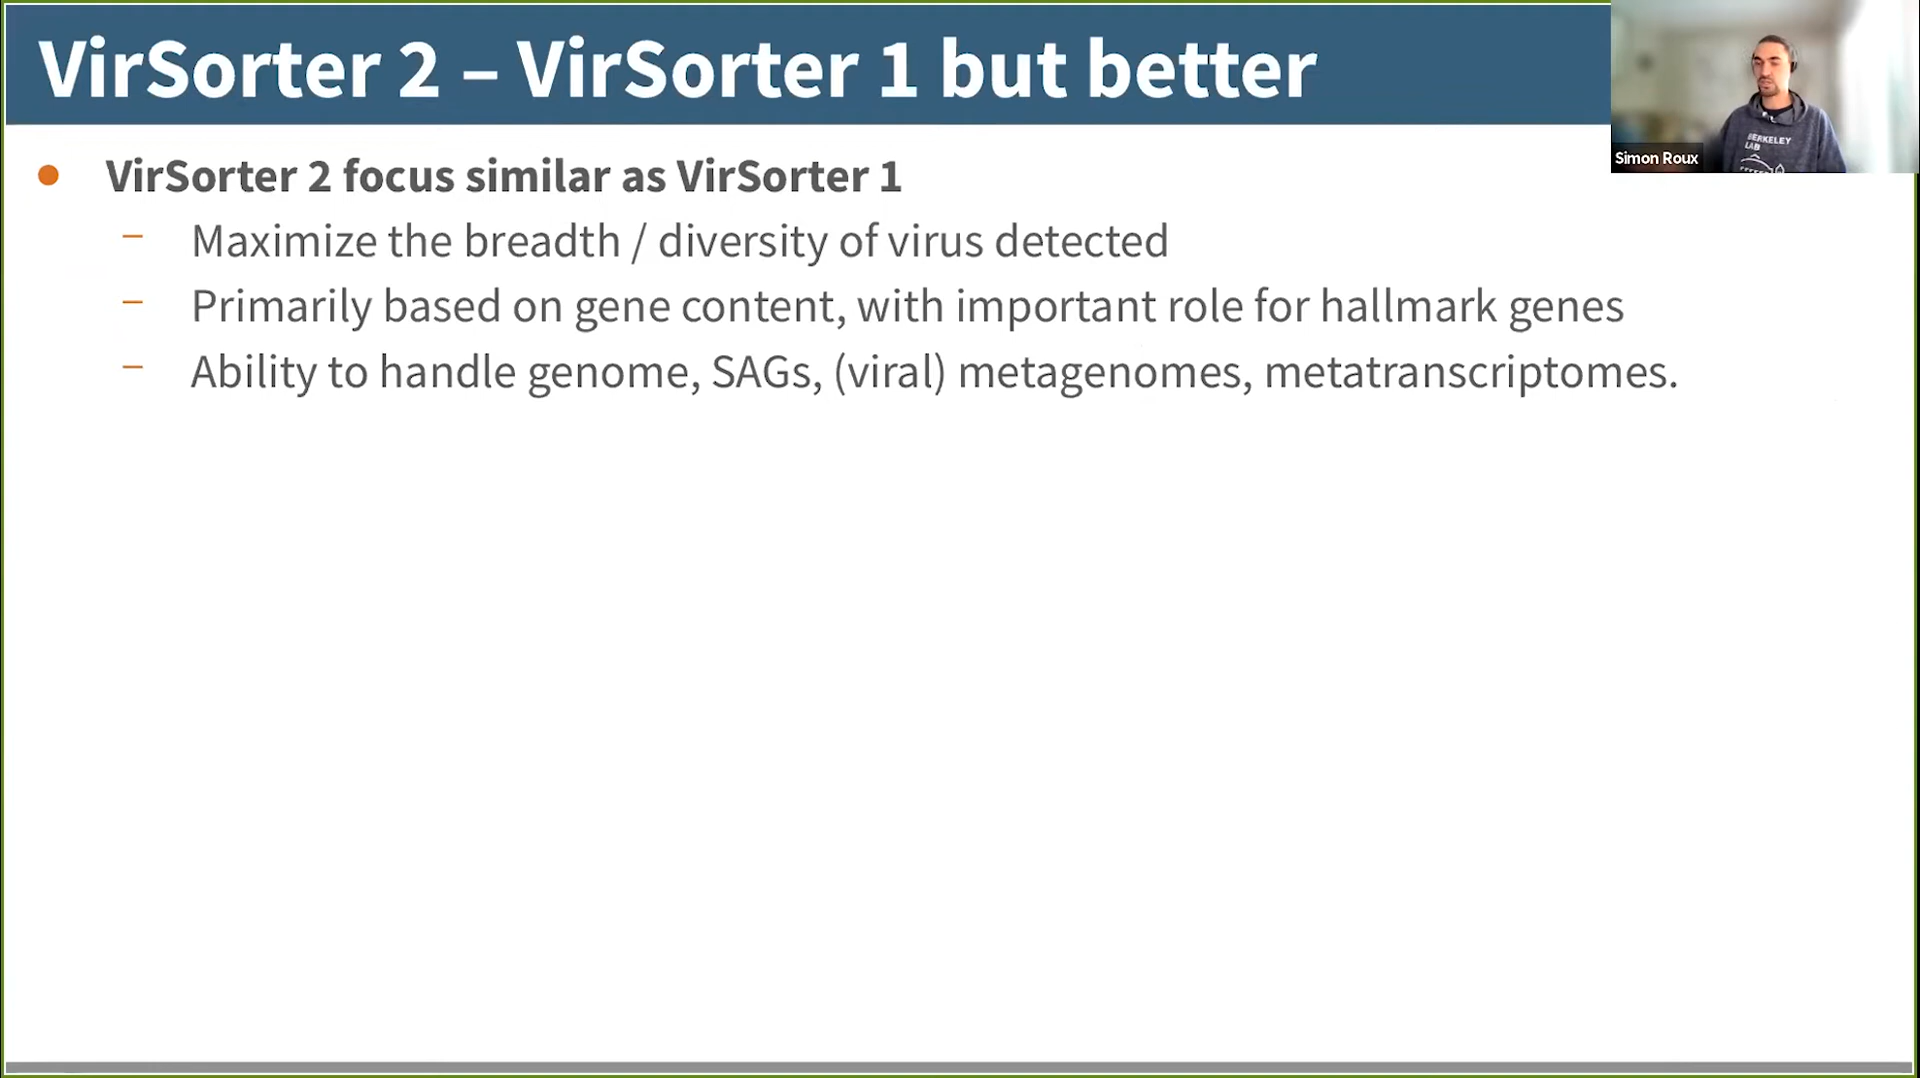 VirSorter 2 – VirSorter 1 but better
Simon Roux
BERKELEY
LAB
VirSorter 2 focus similar as VirSorter 1
– Maximize the breadth / diversity of virus detected
– Primarily based on gene content, with important role for hallmark genes
– Ability to handle genome, SAGs, (viral) metagenomes, metatranscriptomes.